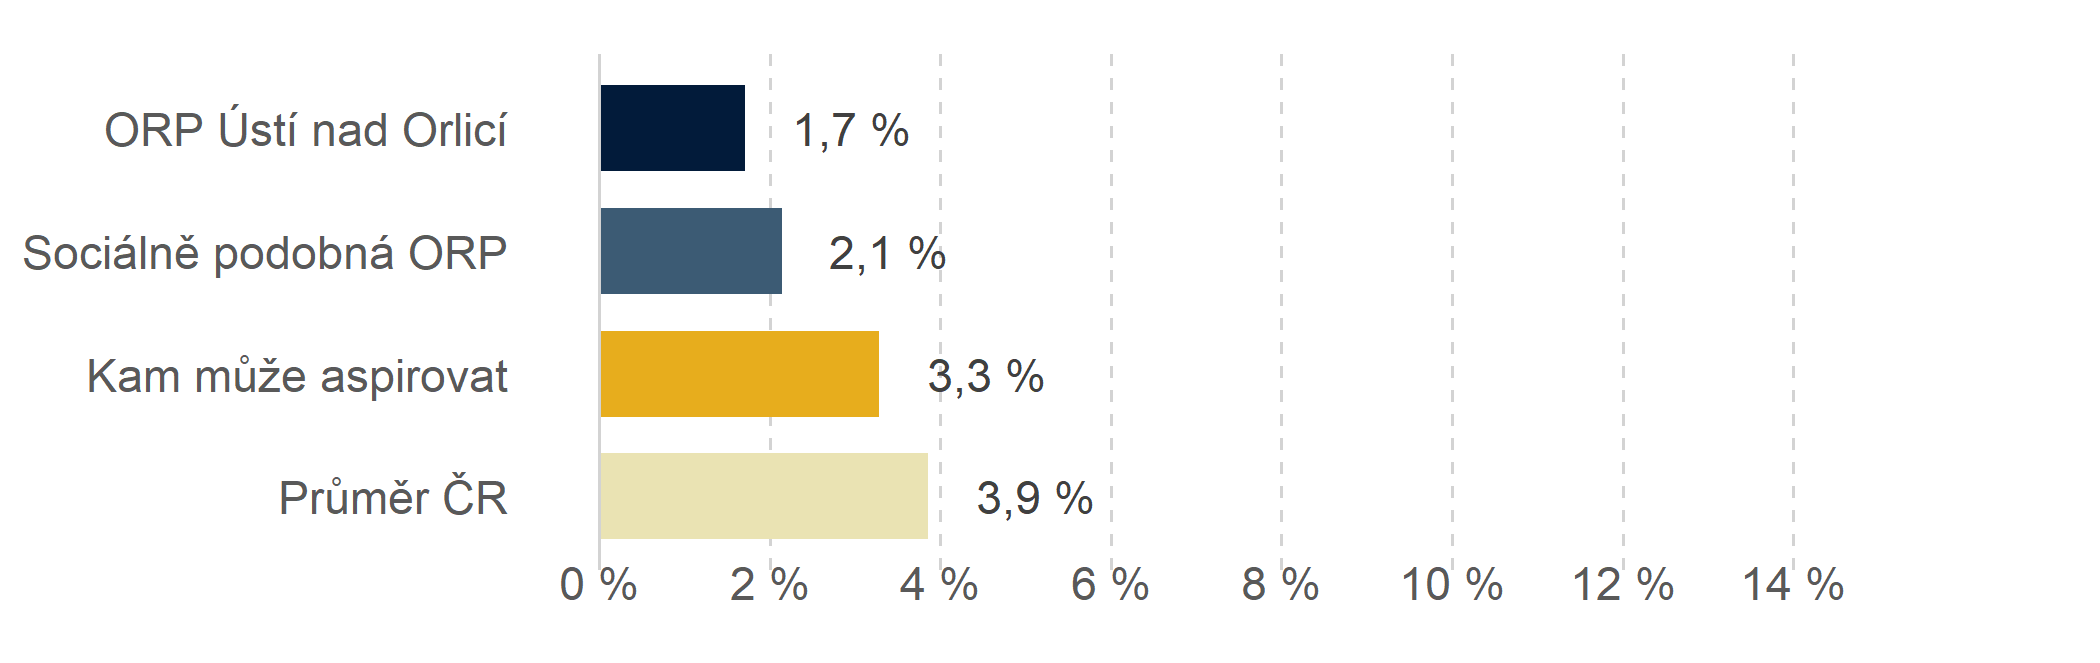 ORP Ústí nad Orlicí
1,7 %
Sociálně podobná ORP
2,1 %
Kam může aspirovat
3,3 %
Průměr ČR
3,9 %
0 % 2 % 4 % 6 % 8 % 10 % 12 % 14 %